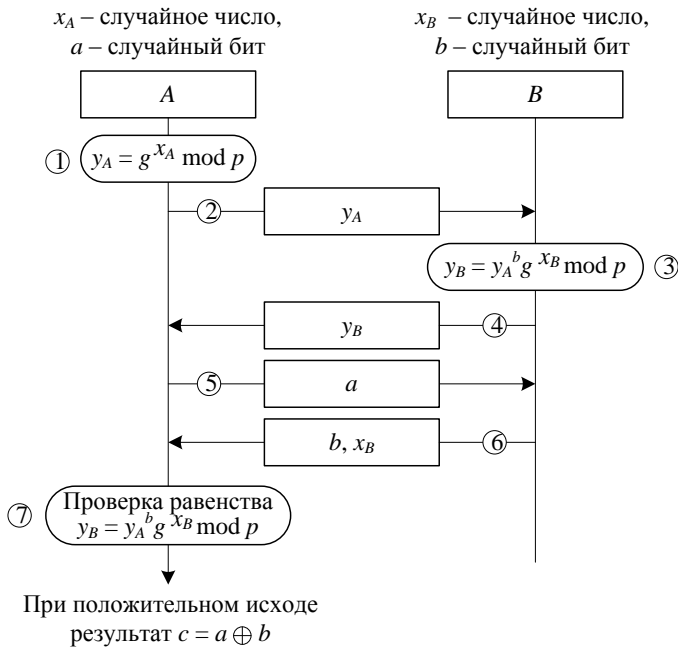 x_A – случайное число,
a – случайный бит
x_B – случайное число,
b – случайный бит
A
B
① y_A = g^{x_A} mod p
② y_A
y_B = y_A^b g^{x_B} mod p ③
y_B ④
⑤ a
b, x_B ⑥
Проверка равенства
⑦ y_B = y_A^b g^{x_B} mod p
При положительном исходе
результат c = a ⊕ b